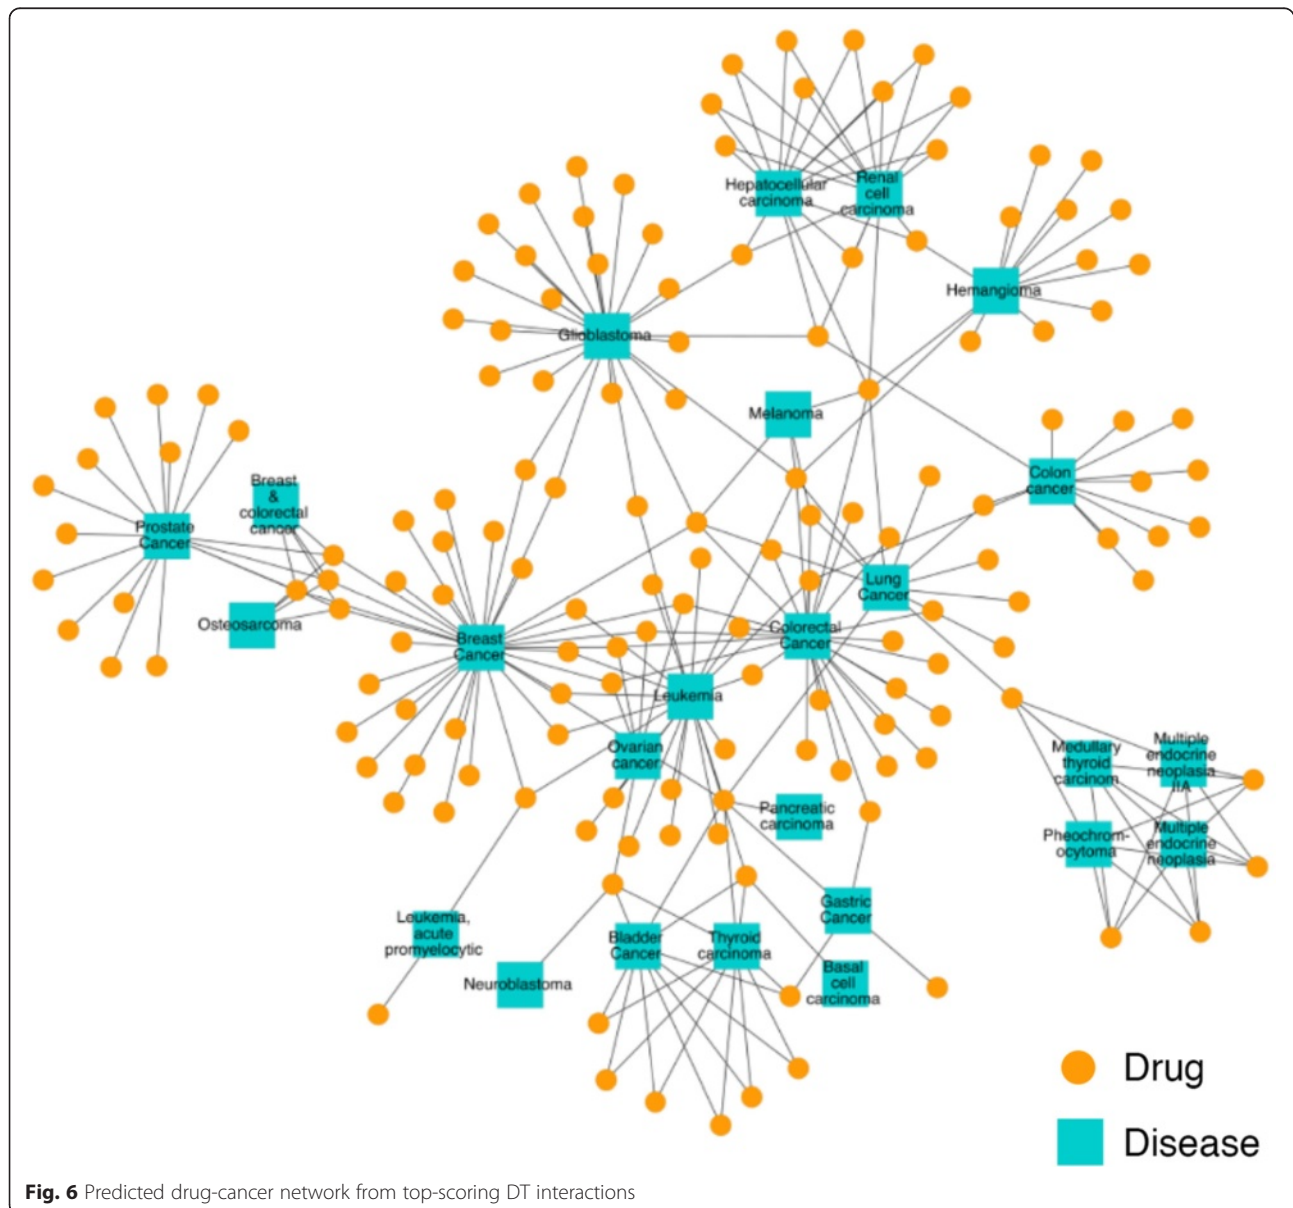 Hepatocellular
carcinoma
Renal
cell
carcinoma
Hemangioma
Glioblastoma
Melanoma
Colon
cancer
Breast
&
colorectal
cancer
Prostate
Cancer
Osteosarcoma
Lung
Cancer
Breast
Cancer
Colorectal
Cancer
Leukemia
Ovarian
cancer
Medullary
thyroid
carcinom
Multiple
endocrine
neoplasia
IIA
Pancreatic
carcinoma
Pheochrom-
ocytoma
Multiple
endocrine
neoplasia
Leukemia,
acute
promyelocytic
Neuroblastoma
Bladder
Cancer
Thyroid
carcinoma
Gastric
Cancer
Basal
cell
carcinoma
Drug
Disease
Fig. 6 Predicted drug-cancer network from top-scoring DT interactions